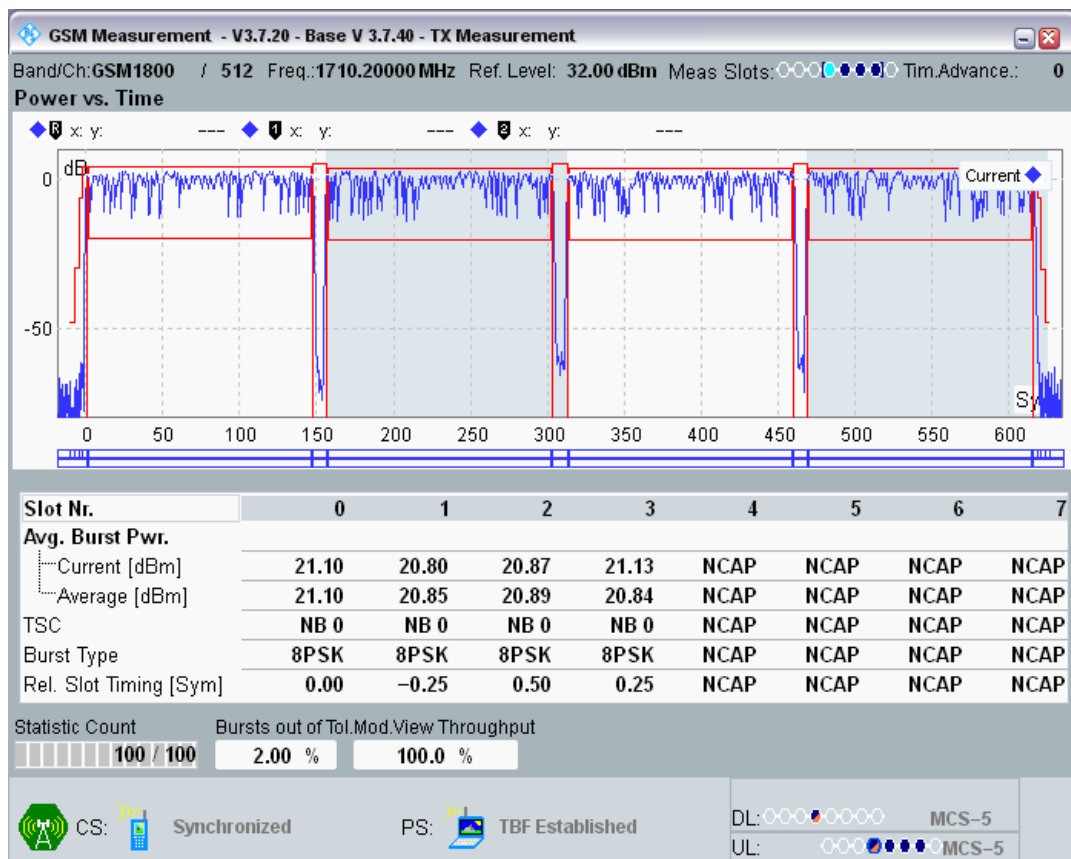 GSM Measurement - V3.7.20 - Base V 3.7.40 - TX Measurement
Band/Ch:GSM1800 / 512 Freq.:1710.20000 MHz Ref. Level: 32.00 dBm Meas Slots: Tim.Advance.: 0
Power vs. Time
R x: y: --- 1 x: y: --- 2 x: y: ---
dB
Current
0
-50
0 50 100 150 200 250 300 350 400 450 500 550 600
Slot Nr. 0 1 2 3 4 5 6 7
Avg. Burst Pwr.
Current [dBm] 21.10 20.80 20.87 21.13 NCAP NCAP NCAP NCAP
Average [dBm] 21.10 20.85 20.89 20.84 NCAP NCAP NCAP NCAP
TSC NB 0 NB 0 NB 0 NB 0 NCAP NCAP NCAP NCAP
Burst Type 8PSK 8PSK 8PSK 8PSK NCAP NCAP NCAP NCAP
Rel. Slot Timing [Sym] 0.00 −0.25 0.50 0.25 NCAP NCAP NCAP NCAP
Statistic Count Bursts out of Tol.Mod.View Throughput
100 / 100 2.00 % 100.0 %
CS: Synchronized PS: TBF Established
DL: MCS−5
UL: MCS−5